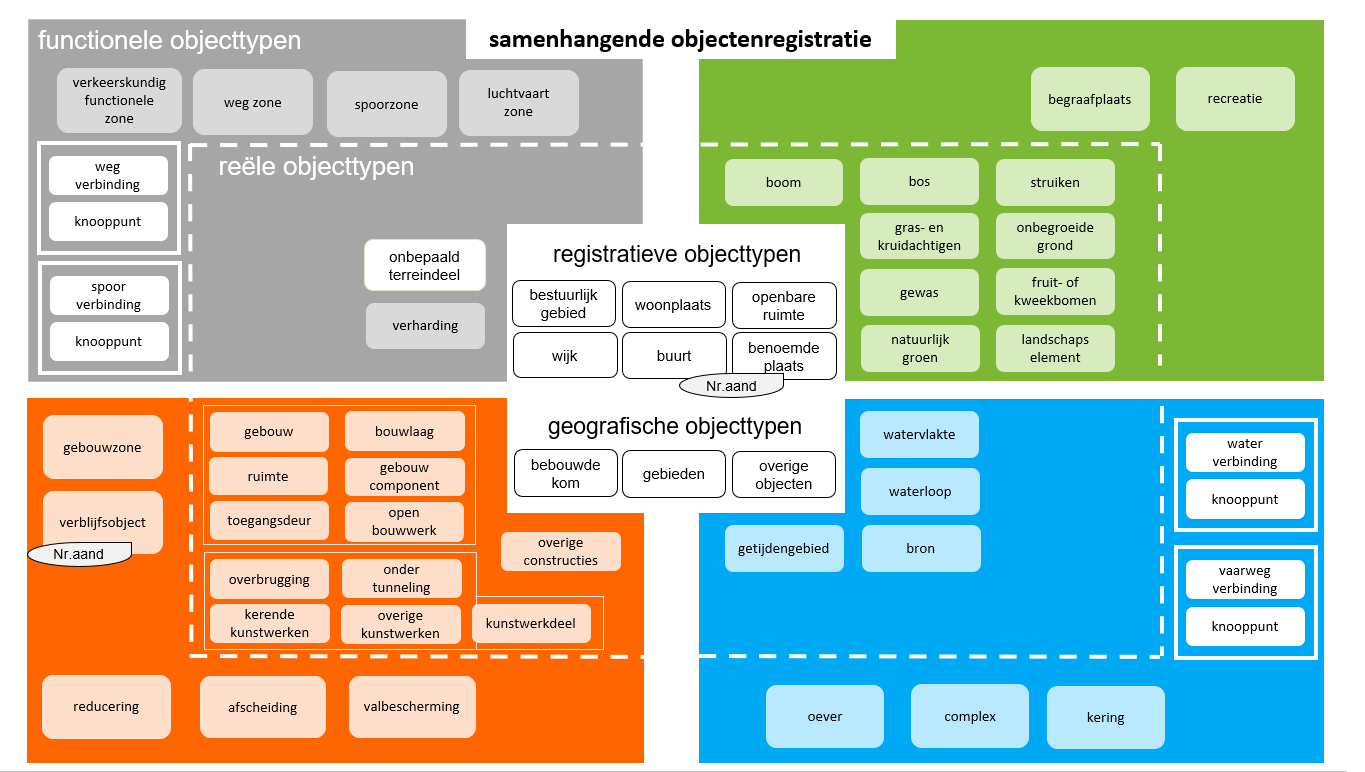 samenhangende objectenregistratie
functionele objecttypen
verkeerskundig
functionele
zone
weg zone
spoorzone
luchtvaart
zone
weg
verbinding
knooppunt
spoor
verbinding
knooppunt
reële objecttypen
onbepaald
terreindeel
verharding
begraafplaats
recreatie
boom
bos
struiken
gras- en
kruidachtigen
onbegroeide
grond
gewas
fruit- of
kweekbomen
natuurlijk
groen
landschaps
element
registratieve objecttypen
bestuurlijk
gebied
woonplaats
openbare
ruimte
wijk
buurt
benoemde
plaats
Nr.aand
geografische objecttypen
bebouwde
kom
gebieden
overige
objecten
gebouwzone
verblijfsobject
Nr.aand
gebouw
bouwlaag
ruimte
gebouw
component
toegangsdeur
open
bouwwerk
overige
constructies
overbrugging
onder
tunneling
kerende
kunstwerken
overige
kunstwerken
kunstwerkdeel
reducering
afscheiding
valbescherming
watervlakte
waterloop
getijdengebied
bron
water
verbinding
knooppunt
vaarweg
verbinding
knooppunt
oever
complex
kering